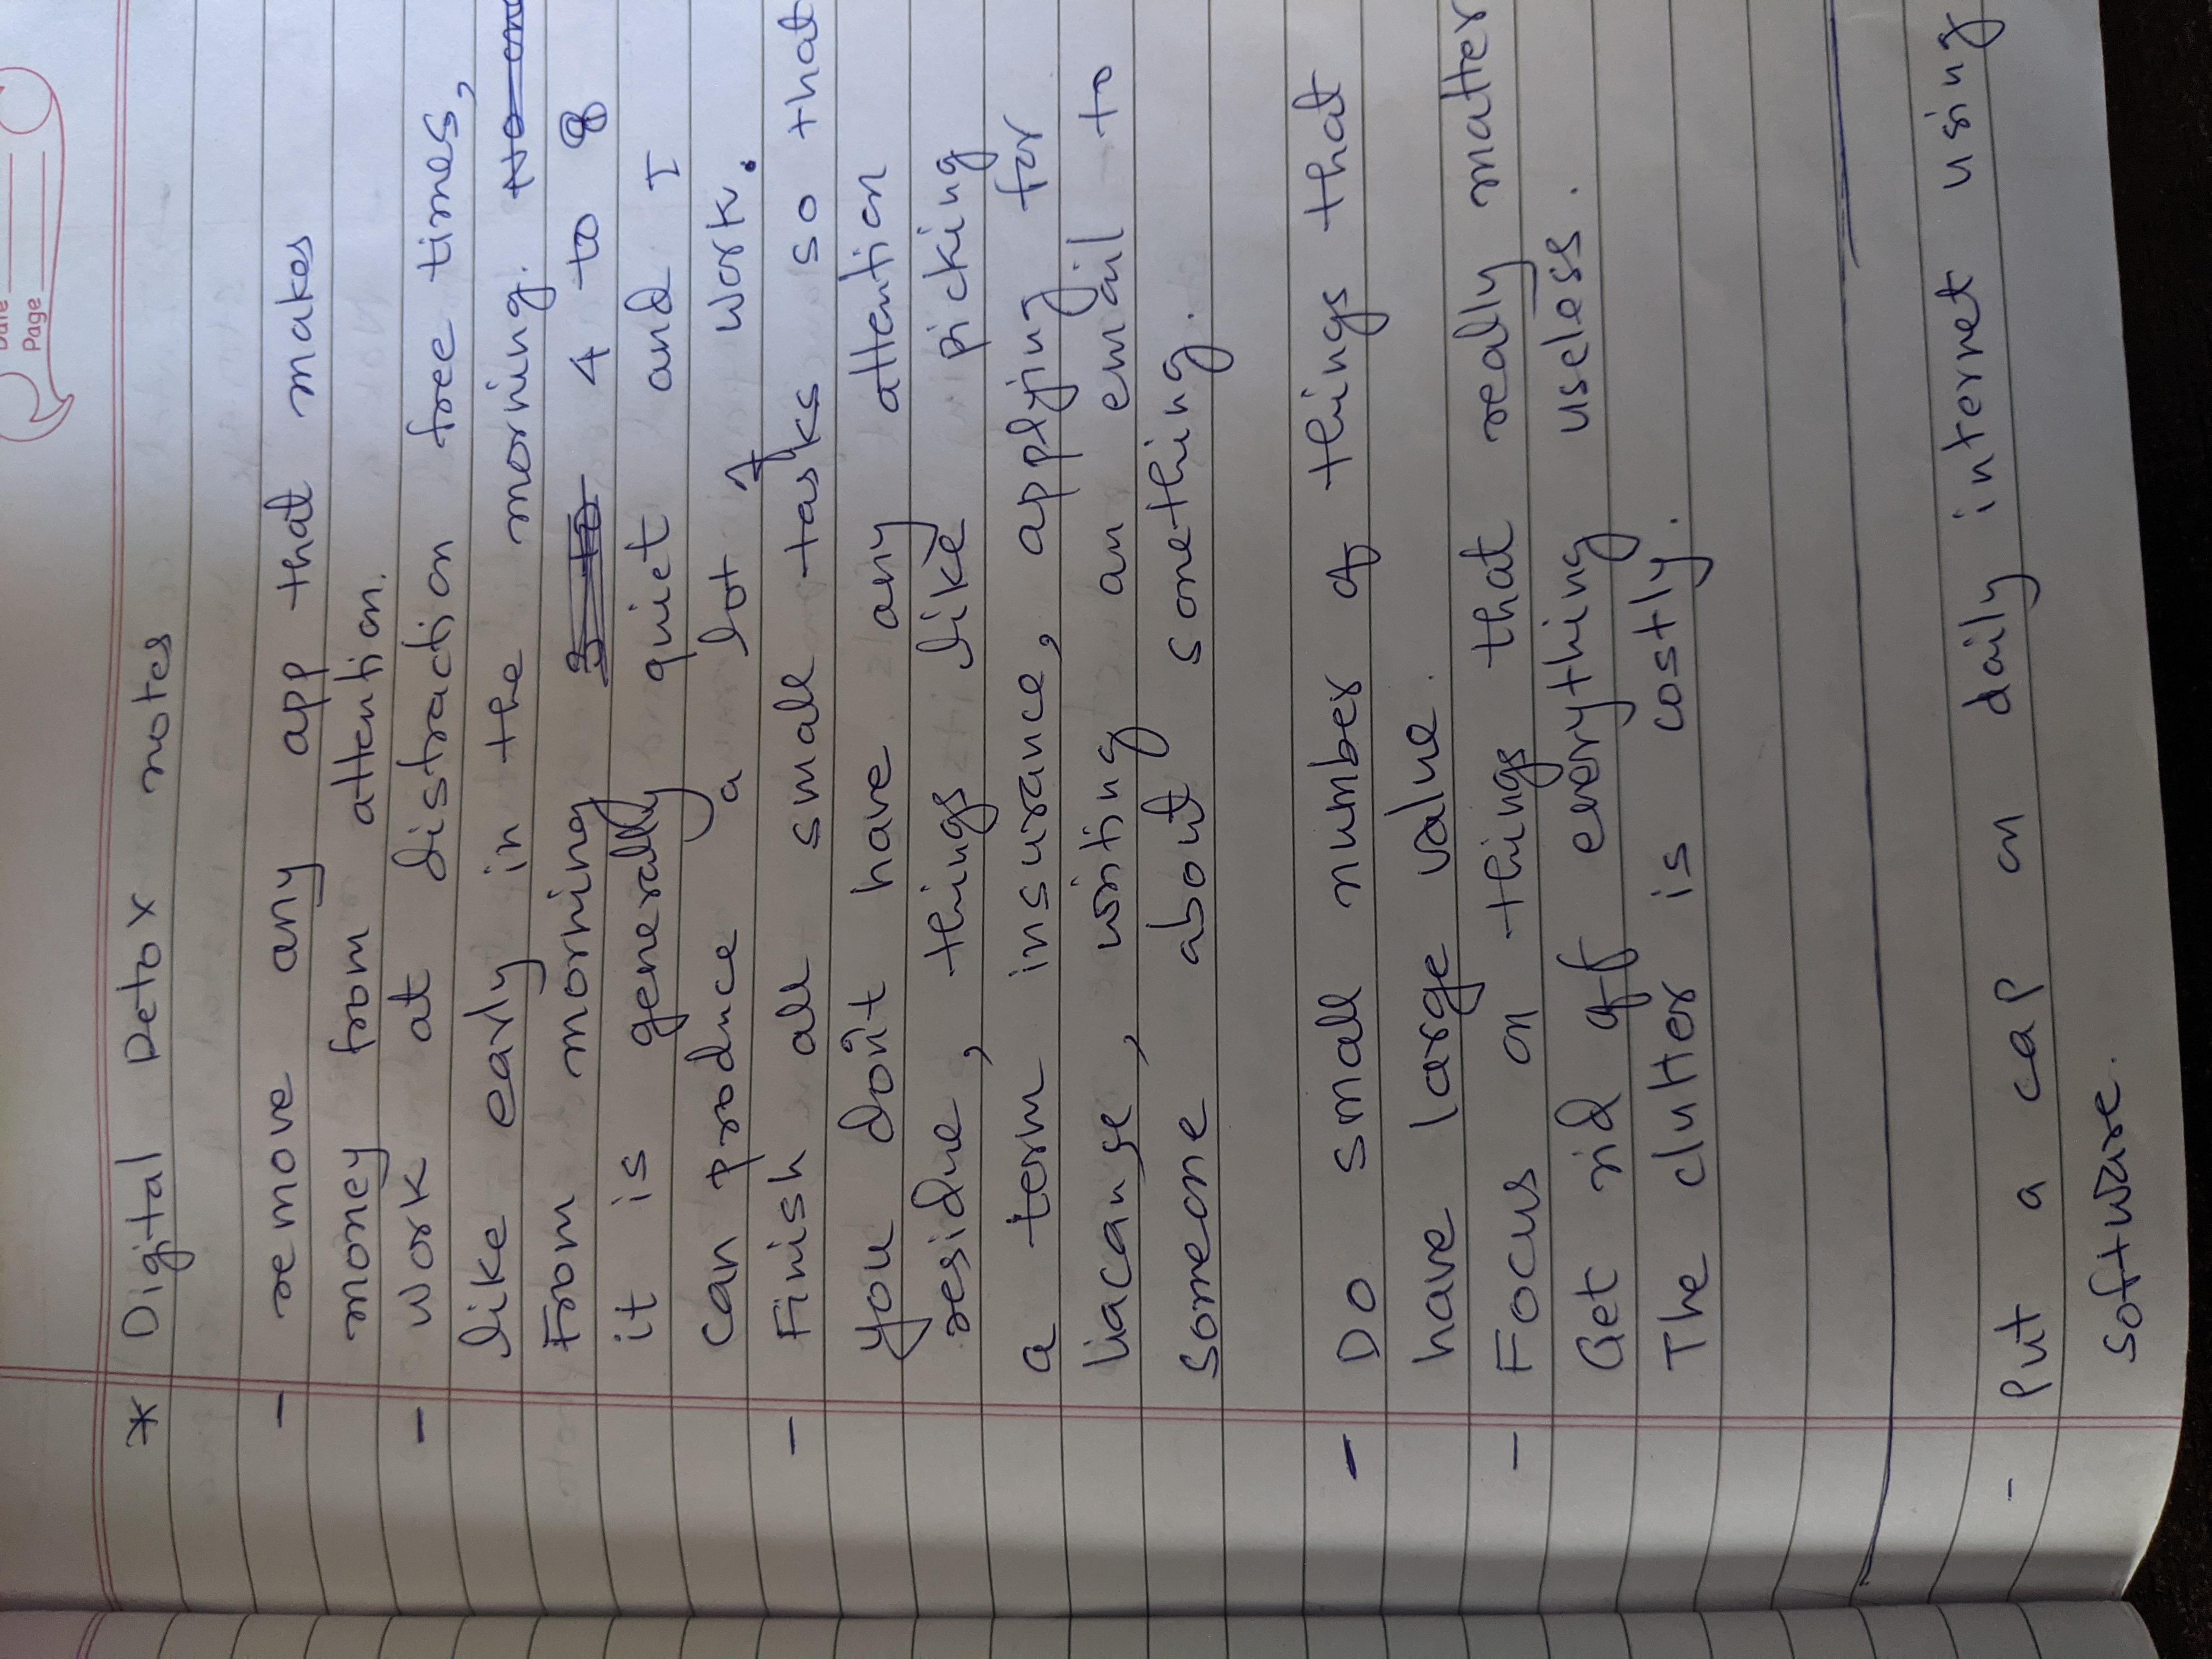 Date
Page
* Digital Detox notes
- remove any app that makes
money from attention.
- Work at distraction free times,
like early in the morning. No one
From morning 3 to 4 to 8
it is generally quiet and I
can produce a lot of work.
- Finish all small tasks so that
you don't have any attention
residue, things like picking
a term insurance, applying for
liacanse, writing an email to
someone about something.
- Do small number of things that
have large value.
- Focus on things that really matter
Get rid of everything useless.
The clutter is costly.
- Put a cap on daily internet using
software.